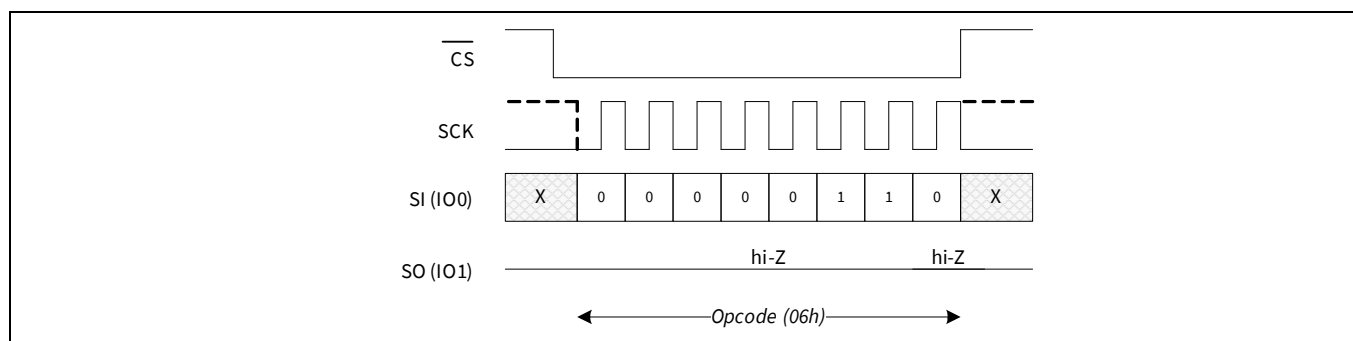 CS
SCK
SI (IO0) X 0 0 0 0 0 1 1 0 X
hi-Z hi-Z
SO (IO1)
Opcode (06h)